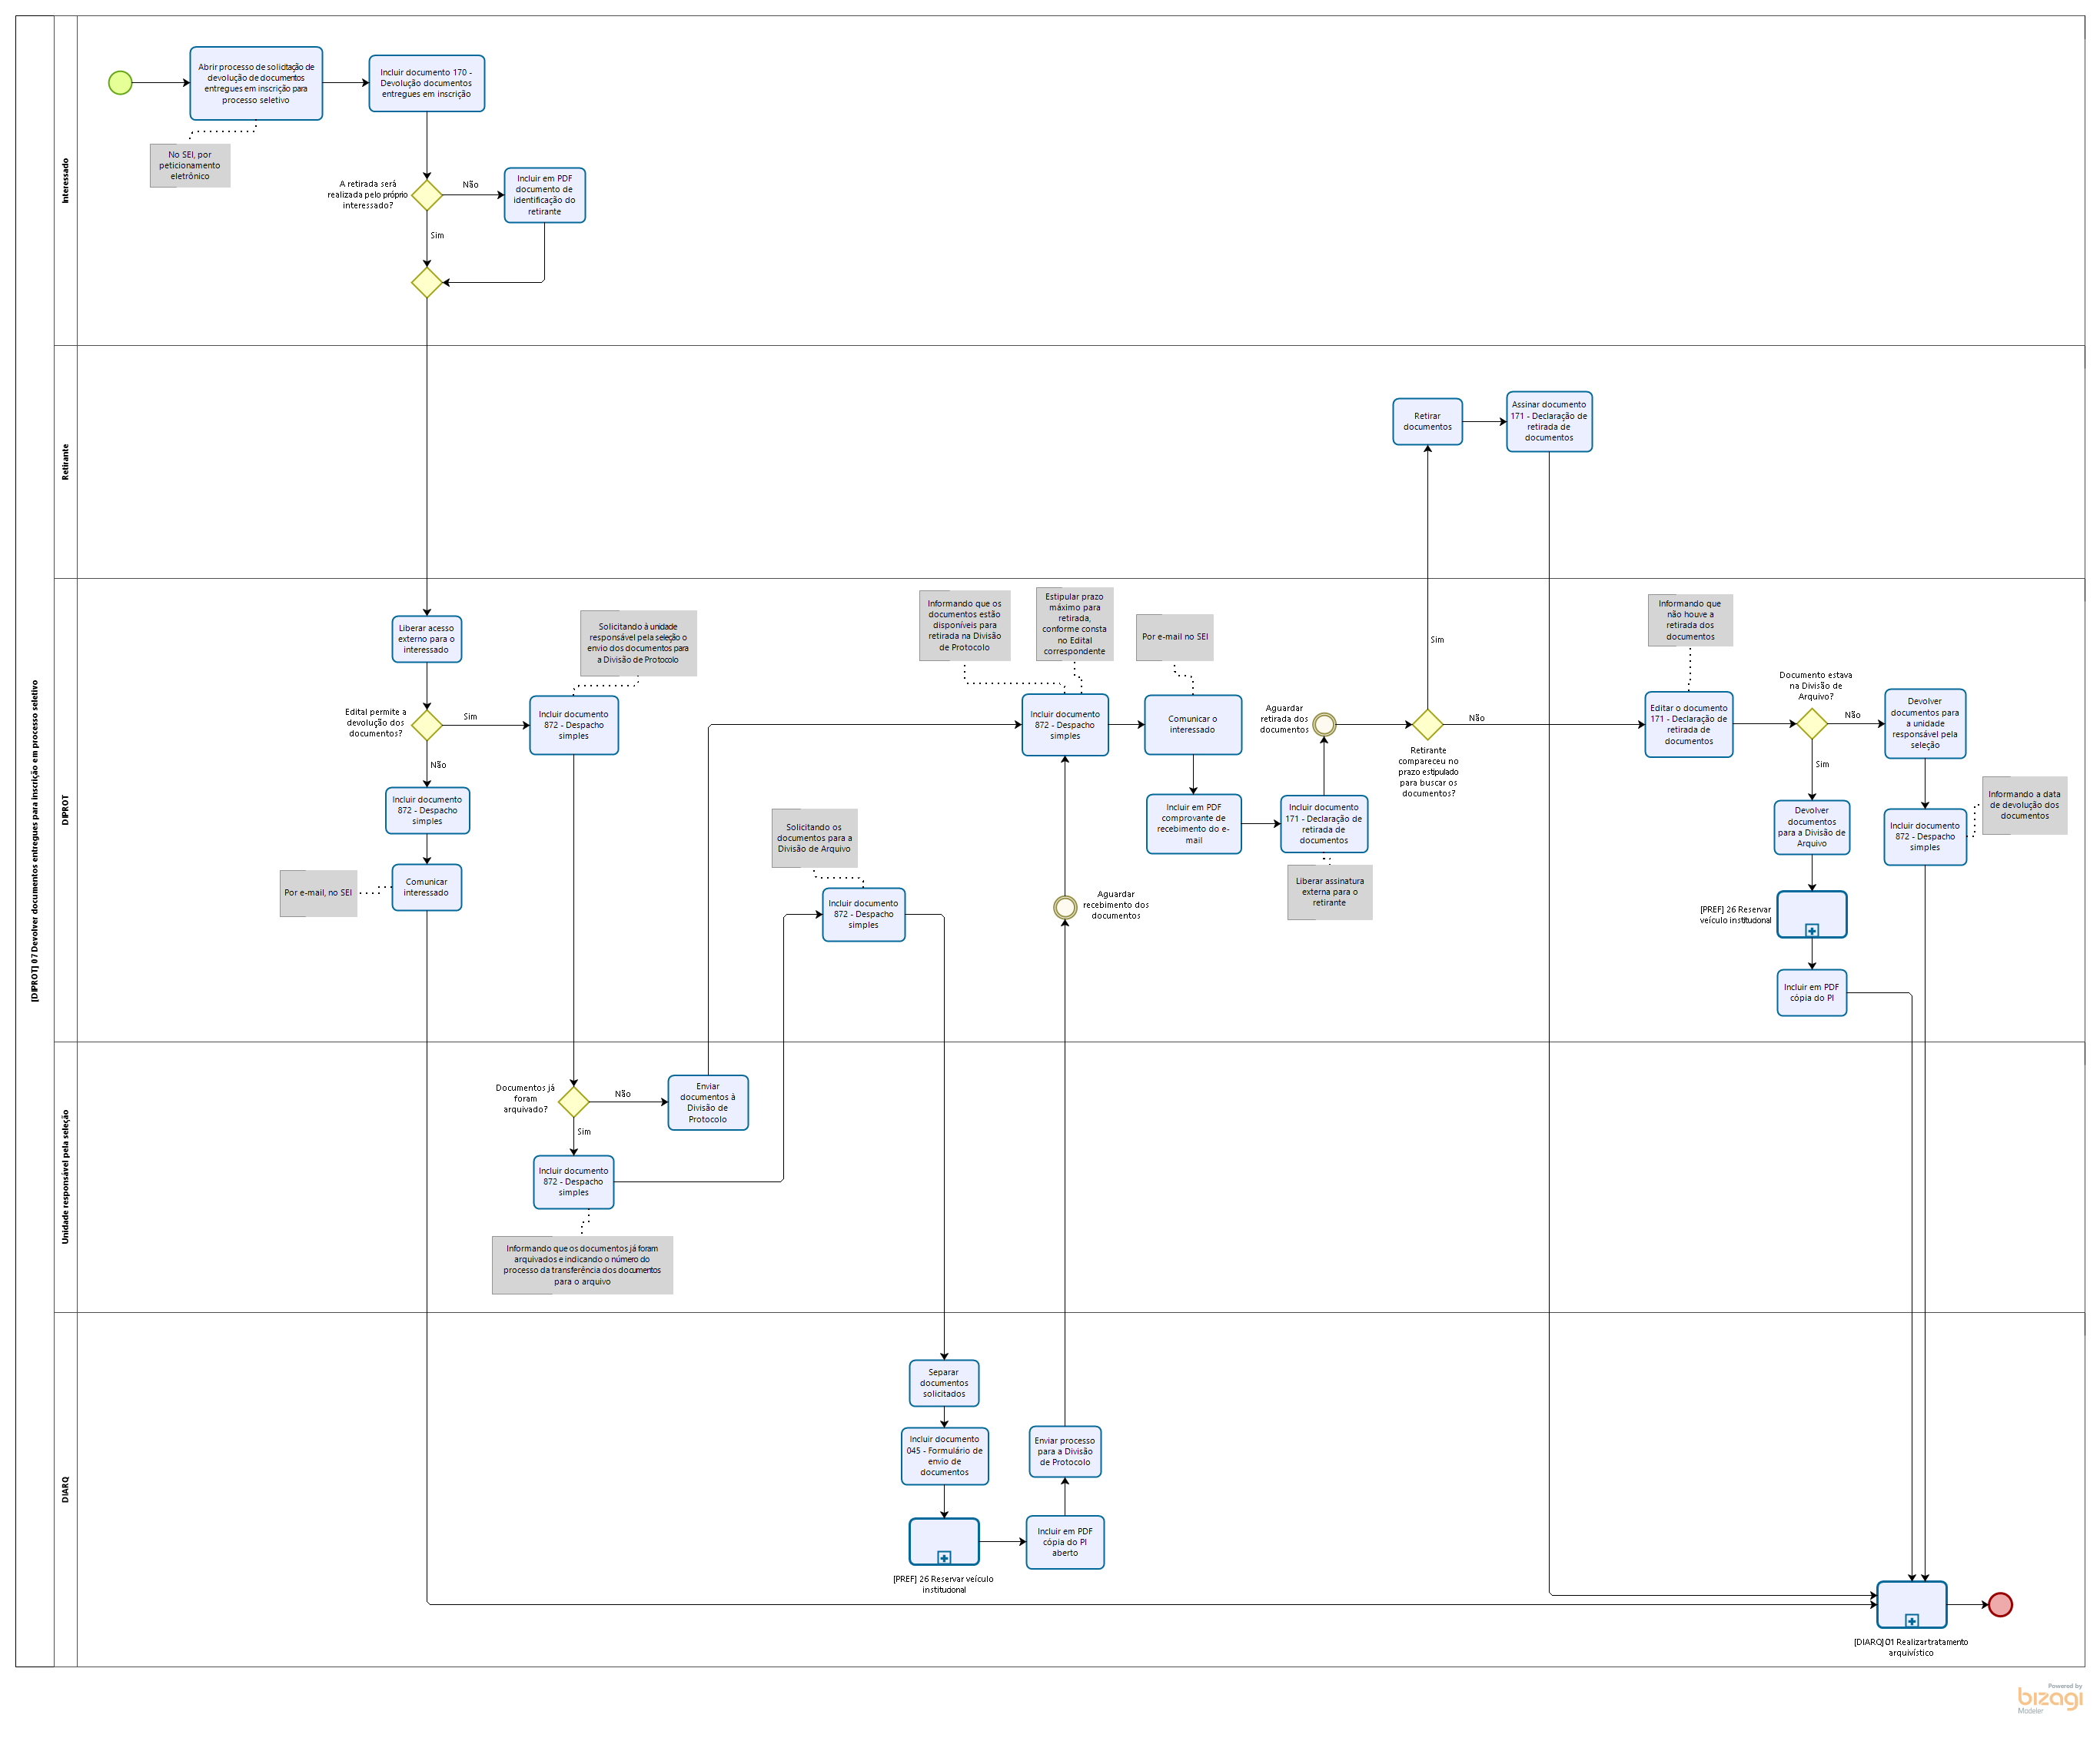 [DIPROT] 07 Devolver documentos entregues para inscrição em processo seletivo
Interessado
Abrir processo de solicitação de
devolução de documentos
entregues em inscrição para
processo seletivo
Incluir documento 170 -
Devolução documentos
entregues em inscrição
No SEI, por
peticionamento
eletrônico
A retirada será
realizada pelo próprio
interessado?
Não
Incluir em PDF
documento de
identificação do
retirante
Sim
Retirante
Retirar
documentos
Assinar documento
171 - Declaração de
retirada de
documentos
DIPROT
Liberar acesso
externo para o
interessado
Solicitando à unidade
responsável pela seleção o
envio dos documentos para
a Divisão de Protocolo
Edital permite a
devolução dos
documentos?
Sim
Incluir documento
872 - Despacho
simples
Não
Incluir documento
872 - Despacho
simples
Comunicar
interessado
Por e-mail, no SEI
Solicitando os
documentos para a
Divisão de Arquivo
Incluir documento
872 - Despacho
simples
Informando que os
documentos estão
disponíveis para
retirada na Divisão
de Protocolo
Estipular prazo
máximo para
retirada,
conforme consta
no Edital
correspondente
Por e-mail no SEI
Incluir documento
872 - Despacho
simples
Comunicar o
interessado
Incluir em PDF
comprovante de
recebimento do e-
mail
Incluir documento
171 - Declaração de
retirada de
documentos
Liberar assinatura
externa para o
retirante
Aguardar
recebimento dos
documentos
Aguardar
retirada dos
documentos
Sim
Não
Retirante
compareceu no
prazo estipulado
para buscar os
documentos?
Informando que
não houve a
retirada dos
documentos
Editar o documento
171 - Declaração de
retirada de
documentos
Documento estava
na Divisão de
Arquivo?
Não
Sim
Devolver
documentos para
a unidade
responsável pela
seleção
Devolver
documentos
para a Divisão de
Arquivo
Incluir documento
872 - Despacho
simples
Informando a data
de devolução dos
documentos
[PREF] 26 Reservar
veículo institucional
Incluir em PDF
cópia do PI
Unidade responsável pela seleção
Documentos já
foram
arquivado?
Não
Enviar
documentos à
Divisão de
Protocolo
Sim
Incluir documento
872 - Despacho
simples
Informando que os documentos já foram
arquivados e indicando o número do
processo da transferência dos documentos
para o arquivo
DIARQ
Separar
documentos
solicitados
Incluir documento
045 - Formulário de
envio de
documentos
[PREF] 26 Reservar veículo
institucional
Incluir em PDF
cópia do PI
aberto
Enviar processo
para a Divisão
de Protocolo
[DIARQ] 01 Realizar tratamento
arquivístico
Powered by
bizagi
Modeler